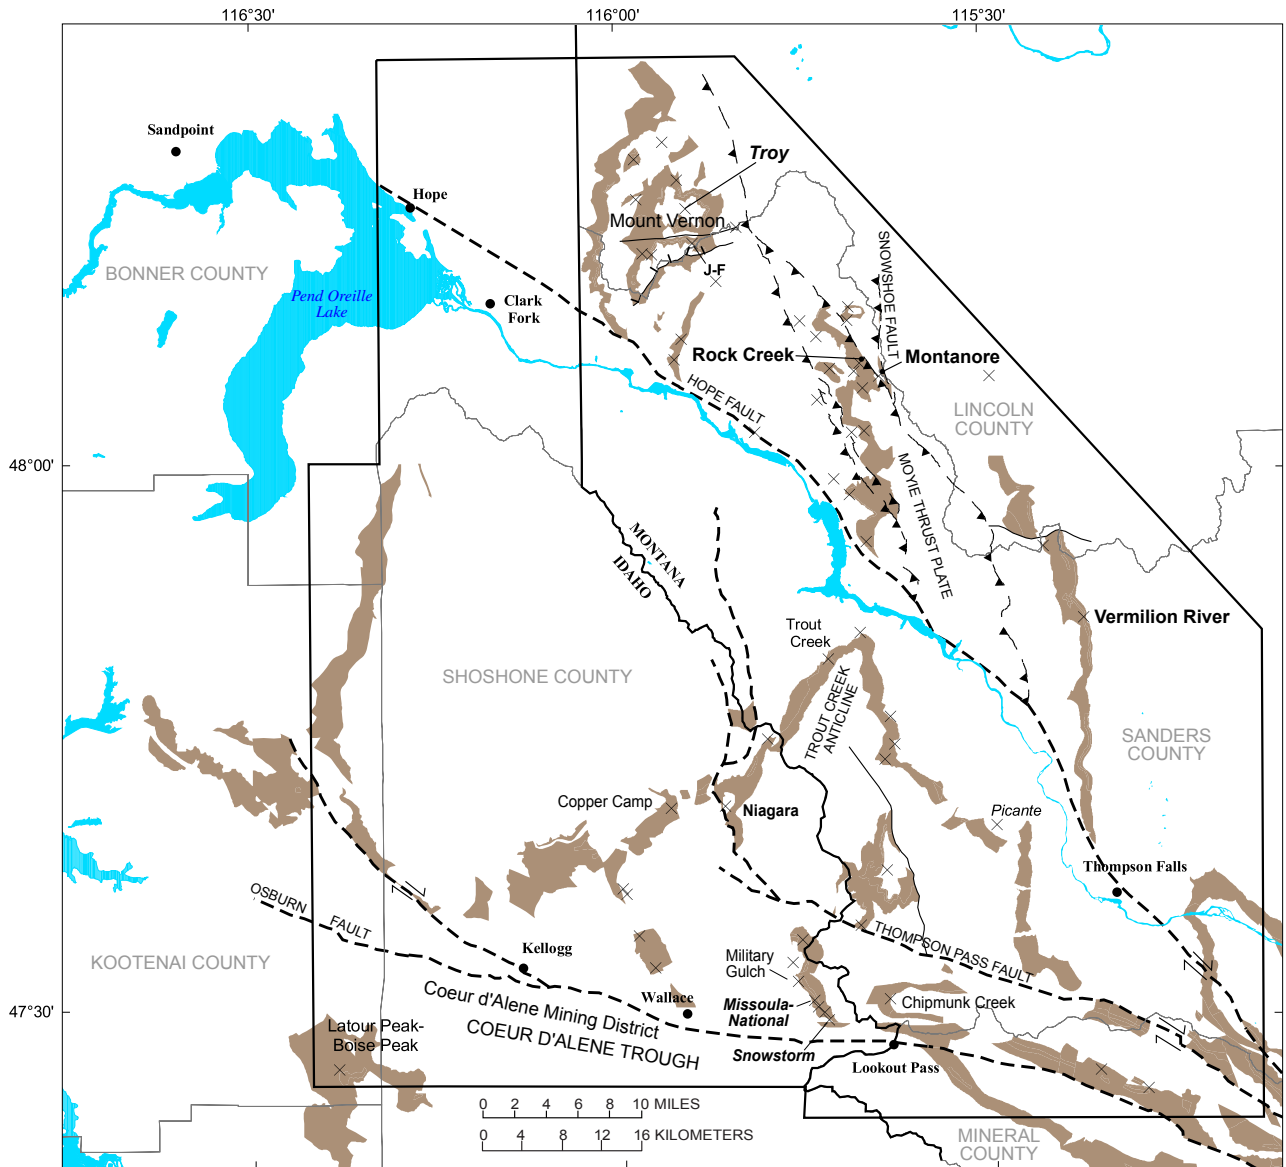 116°30'
116°00'
115°30'
Sandpoint
Troy
Hope
Mount Vernon
BONNER COUNTY
J-F
SNOWSHOE FAULT
Pend Oreille
Lake
Clark
Fork
Rock Creek
Montanore
HOPE FAULT
LINCOLN
COUNTY
48°00'
MOYIE THRUST PLATE
MONTANA
IDAHO
Trout
Creek
Vermilion River
SHOSHONE COUNTY
TROUT CREEK
ANTICLINE
SANDERS
COUNTY
Copper Camp
Niagara
Picante
Thompson Falls
OSBURN FAULT
THOMPSON PASS FAULT
KOOTENAI COUNTY
Kellogg
Military
Gulch
Coeur d'Alene Mining District
Wallace
Missoula-
National
Chipmunk Creek
47°30'
Latour Peak-
Boise Peak
COEUR D'ALENE TROUGH
Snowstorm
Lookout Pass
0 2 4 6 8 10 MILES
0 4 8 12 16 KILOMETERS
MINERAL
COUNTY